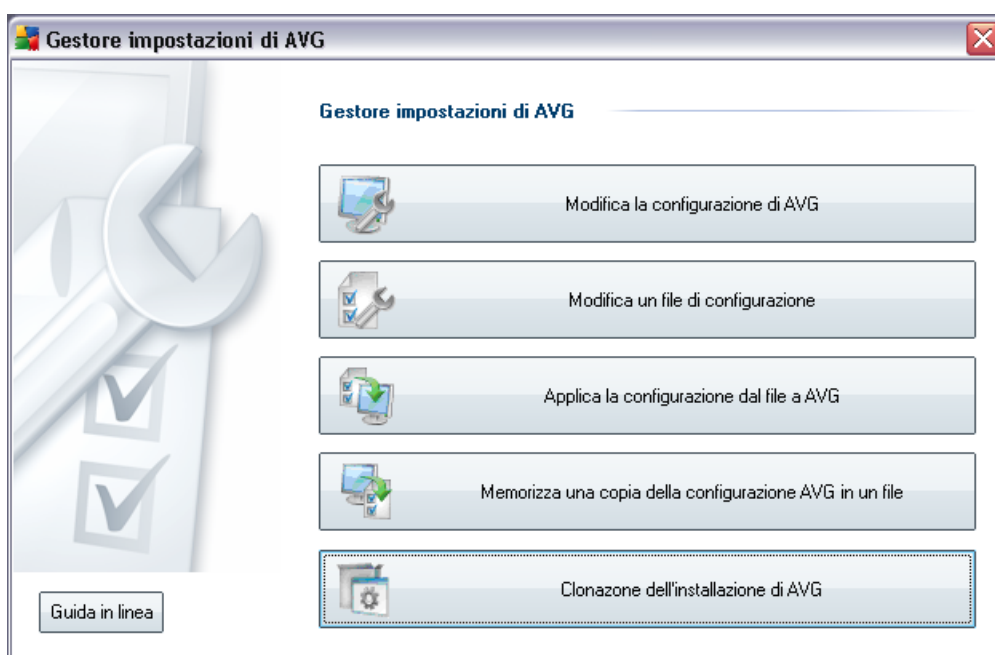 Gestore impostazioni di AVG
Gestore impostazioni di AVG
Modifica la configurazione di AVG
Modifica un file di configurazione
Applica la configurazione dal file a AVG
Memorizza una copia della configurazione AVG in un file
Clonazone dell'installazione di AVG
Guida in linea